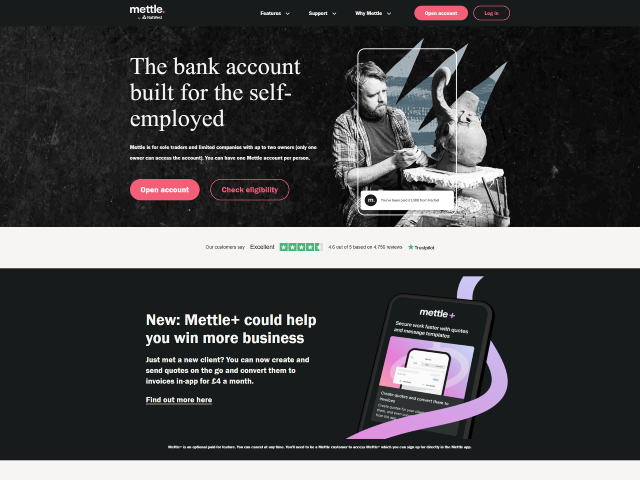 mettle.
by NatWest
Features
Support
Why Mettle
Open account
Log in
The bank account
built for the self-
employed
Mettle is for sole traders and limited companies with up to two owners (only one
owner can access the account). You can have one Mettle account per person.
Open account
Check eligibility
m.
You've been paid £1,000 from Rachel
Our customers say Excellent 4.6 out of 5 based on 4,756 reviews Trustpilot
New: Mettle+ could help
you win more business
Just met a new client? You can now create and
send quotes on the go and convert them to
invoices in-app for £4 a month.
Find out more here
mettle+
Secure work faster with quotes
and message templates
Create quotes and convert them to
invoices
Mettle+ is an optional paid-for feature. You can cancel at any time. You'll need to be a Mettle customer to access Mettle+ which you can sign up for directly in the Mettle app.